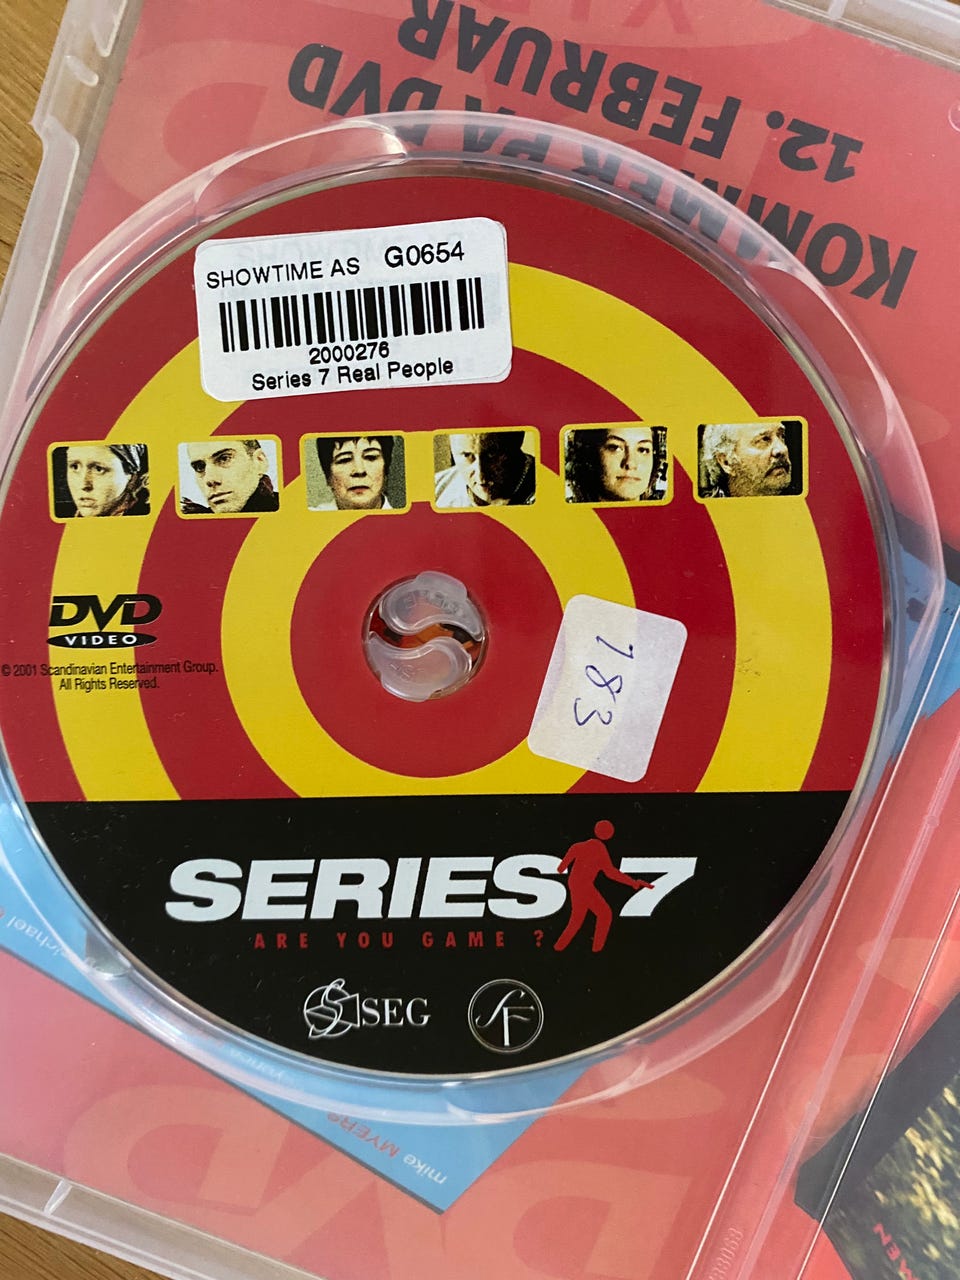 KOMMER PÅ DVD
12. FEBRUAR
SHOWTIME AS G0654
2000276
Series 7 Real People
DVD
VIDEO
© 2001 Scandinavian Entertainment Group.
All Rights Reserved.
183
SERIES 7
ARE YOU GAME ?
SEG
SF
mike MYERS